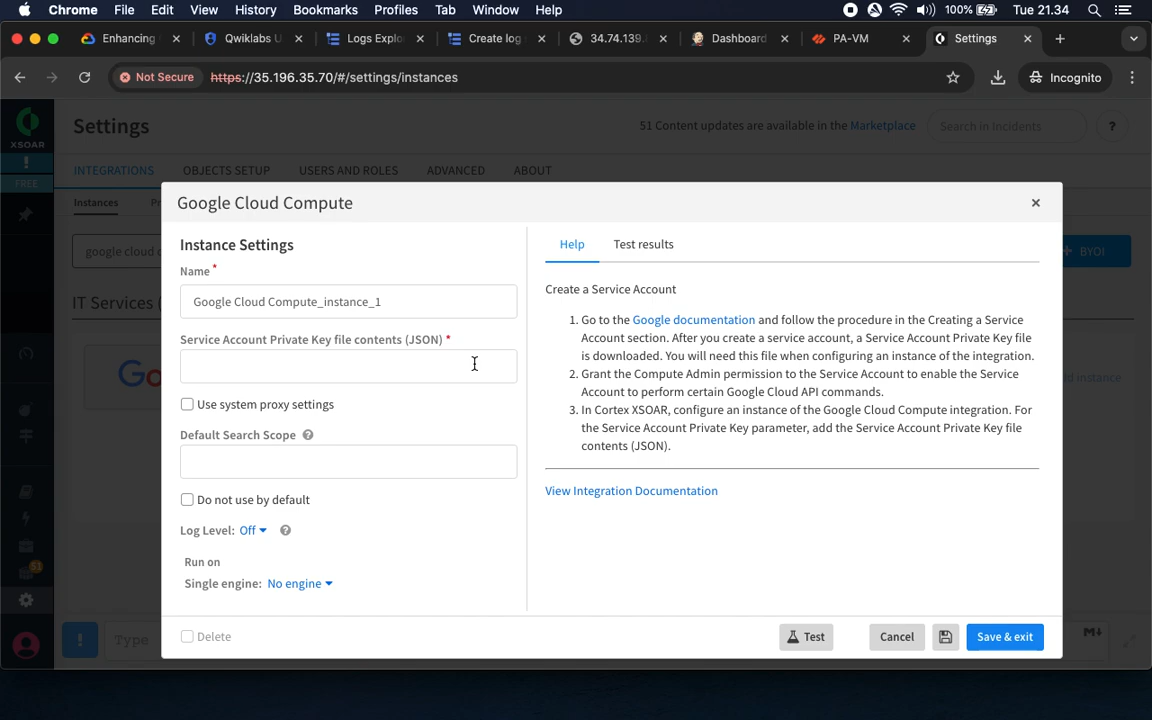 Chrome File Edit View History Bookmarks Profiles Tab Window Help 100% Tue 21.34
Enhancing Qwiklabs U Logs Explo Create log 34.74.139. Dashboard PA-VM Settings
Not Secure https://35.196.35.70/#/settings/instances Incognito
XSOAR
Settings
51 Content updates are available in the Marketplace
Search in Incidents
?
!
FREE
INTEGRATIONS OBJECTS SETUP USERS AND ROLES ADVANCED ABOUT
Instances Pr
google cloud c
+ BYOI
IT Services (
Go
d instance
Google Cloud Compute
Instance Settings
Name *
Google Cloud Compute_instance_1
Service Account Private Key file contents (JSON) *
Use system proxy settings
Default Search Scope ?
Do not use by default
Log Level: Off ?
Run on
Single engine: No engine
Help Test results
Create a Service Account
1. Go to the Google documentation and follow the procedure in the Creating a Service
Account section. After you create a service account, a Service Account Private Key file
is downloaded. You will need this file when configuring an instance of the integration.
2. Grant the Compute Admin permission to the Service Account to enable the Service
Account to perform certain Google Cloud API commands.
3. In Cortex XSOAR, configure an instance of the Google Cloud Compute integration. For
the Service Account Private Key parameter, add the Service Account Private Key file
contents (JSON).
View Integration Documentation
Delete
Test Cancel Save & exit
51
! Type M